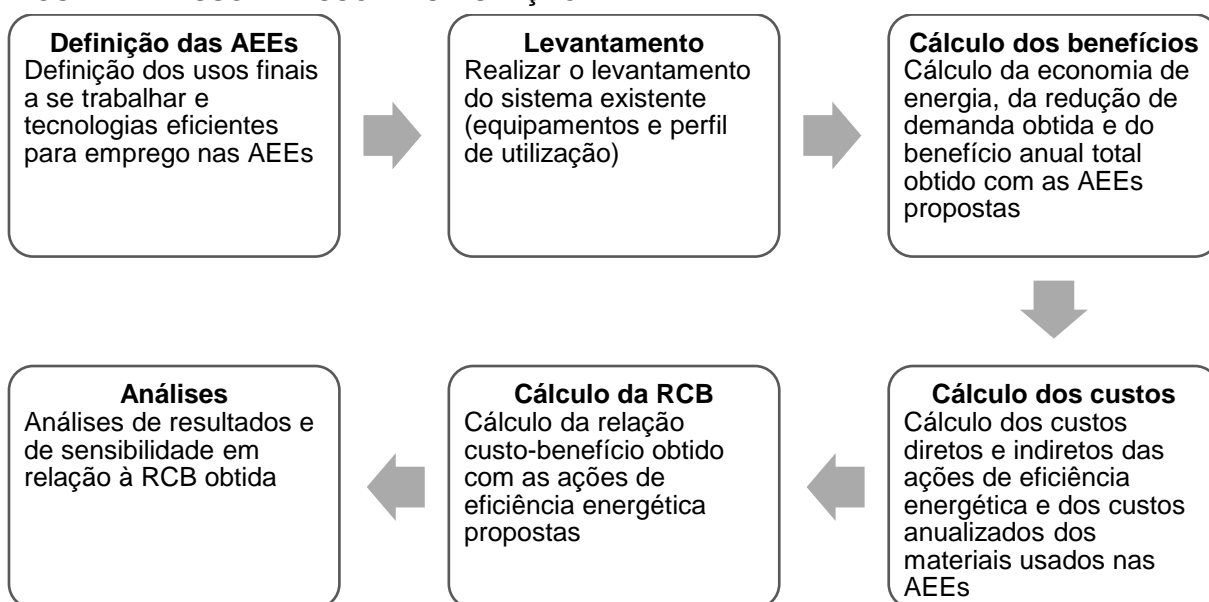 Definição das AEEs
Definição dos usos finais
a se trabalhar e
tecnologias eficientes
para emprego nas AEEs
Levantamento
Realizar o levantamento
do sistema existente
(equipamentos e perfil
de utilização)
Cálculo dos benefícios
Cálculo da economia de
energia, da redução de
demanda obtida e do
benefício anual total
obtido com as AEEs
propostas
Cálculo dos custos
Cálculo dos custos
diretos e indiretos das
ações de eficiência
energética e dos custos
anualizados dos
materiais usados nas
AEEs
Cálculo da RCB
Cálculo da relação
custo-benefício obtido
com as ações de
eficiência energética
propostas
Análises
Análises de resultados e
de sensibilidade em
relação à RCB obtida